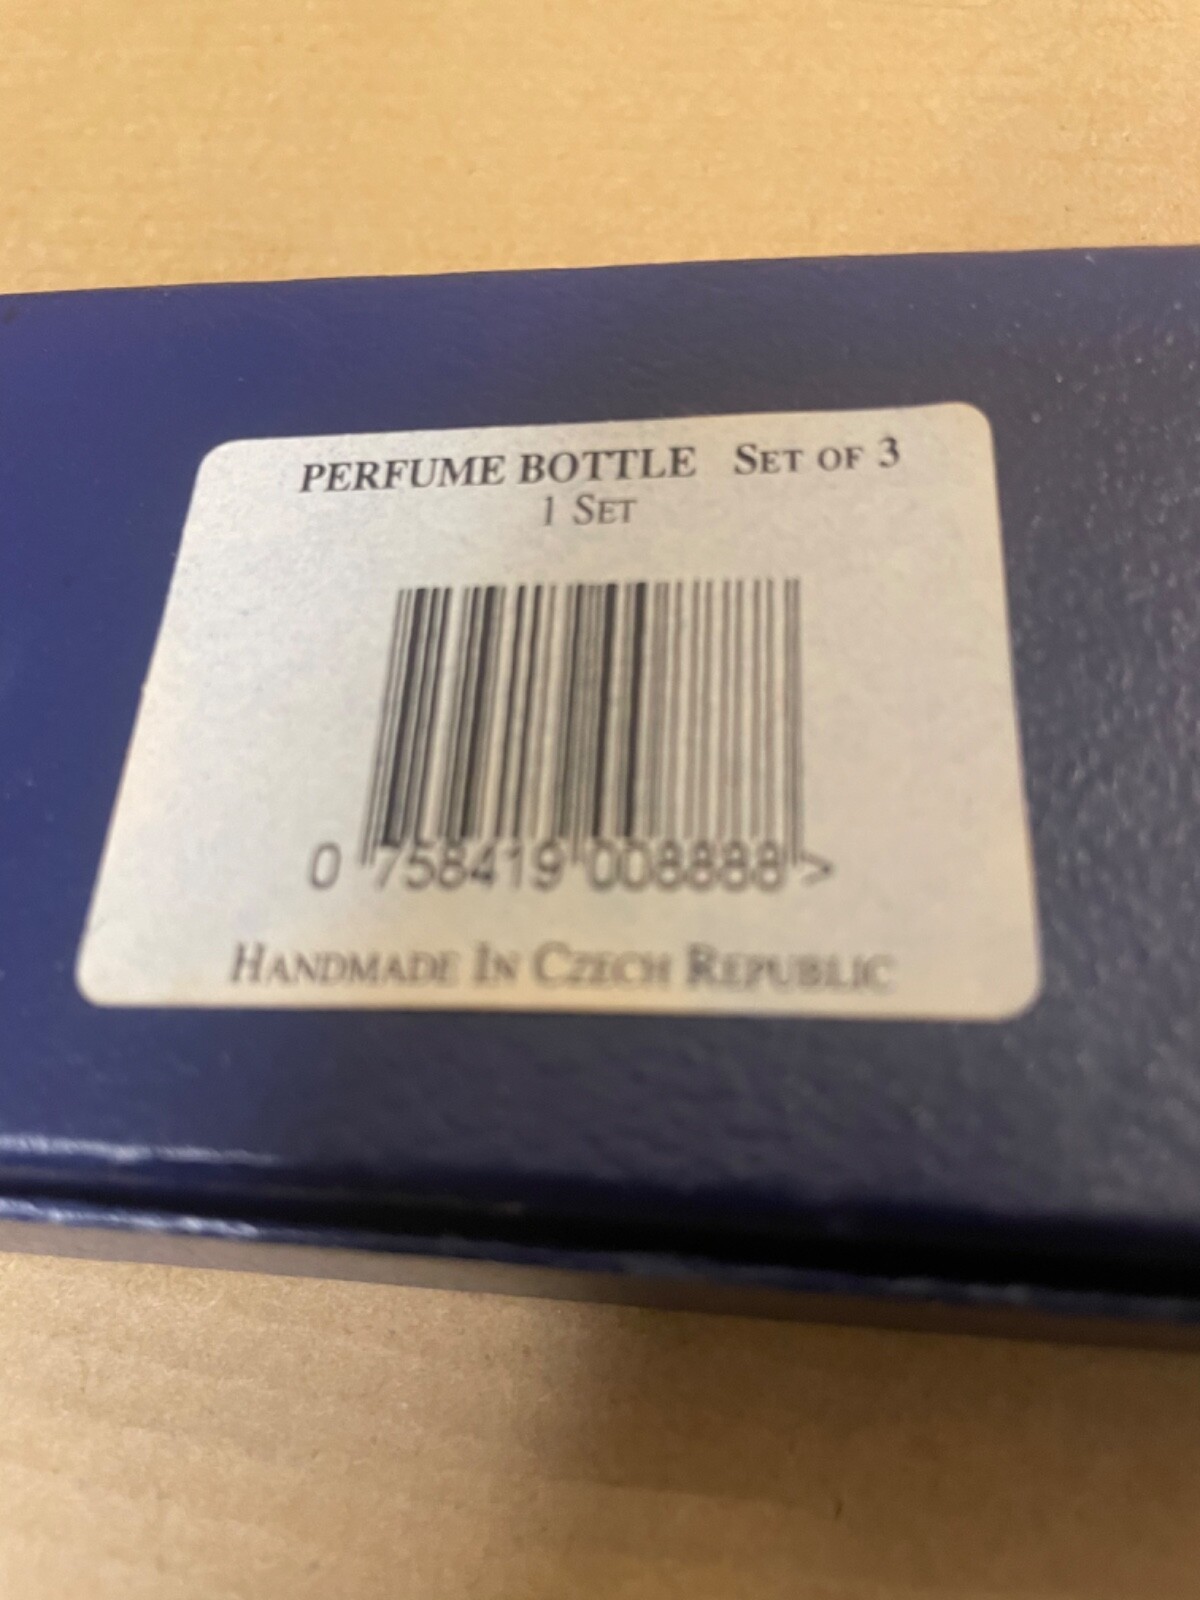 PERFUME BOTTLE SET OF 3
1 SET
0 758419 008888 >
HANDMADE IN CZECH REPUBLIC